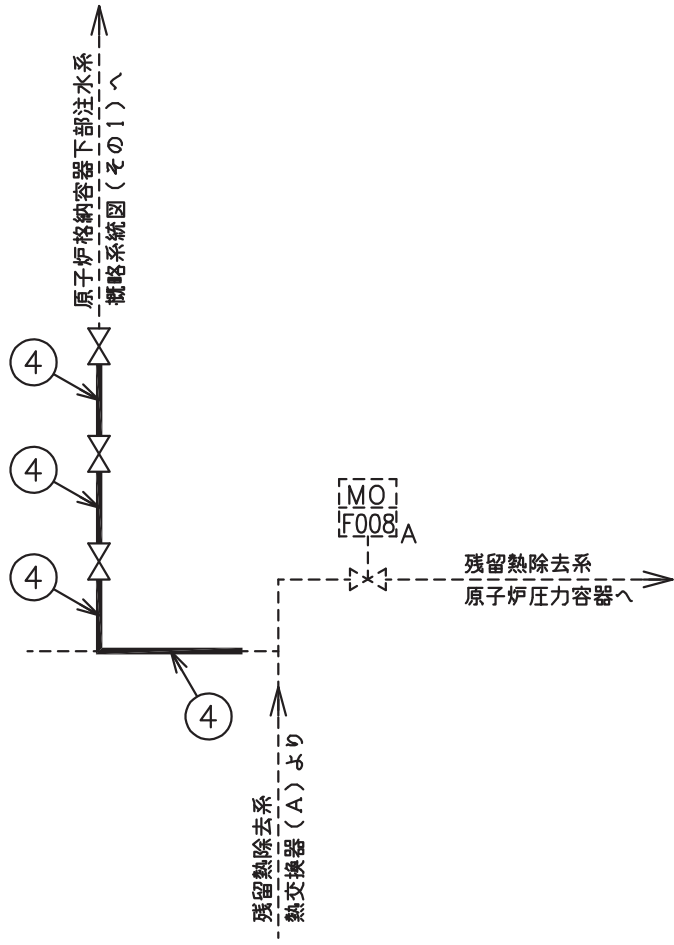 原子炉格納容器下部注水系
概略系統図（その１）へ
④
④
④
④
MO
F008
A
残留熱除去系
原子炉圧力容器へ
残留熱除去系
熱交換器（A）より